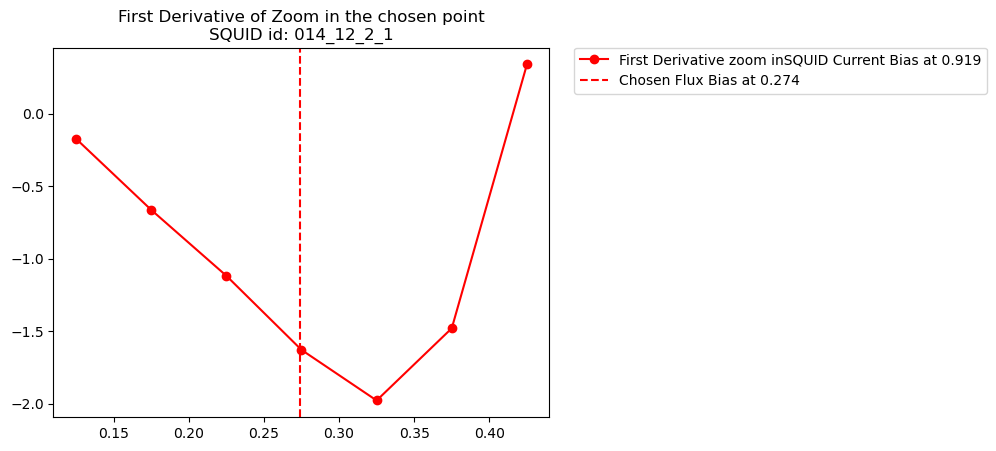 First Derivative of Zoom in the chosen point
SQUID id: 014_12_2_1
First Derivative zoom inSQUID Current Bias at 0.919
Chosen Flux Bias at 0.274
0.0
−0.5
−1.0
−1.5
−2.0
0.15 0.20 0.25 0.30 0.35 0.40